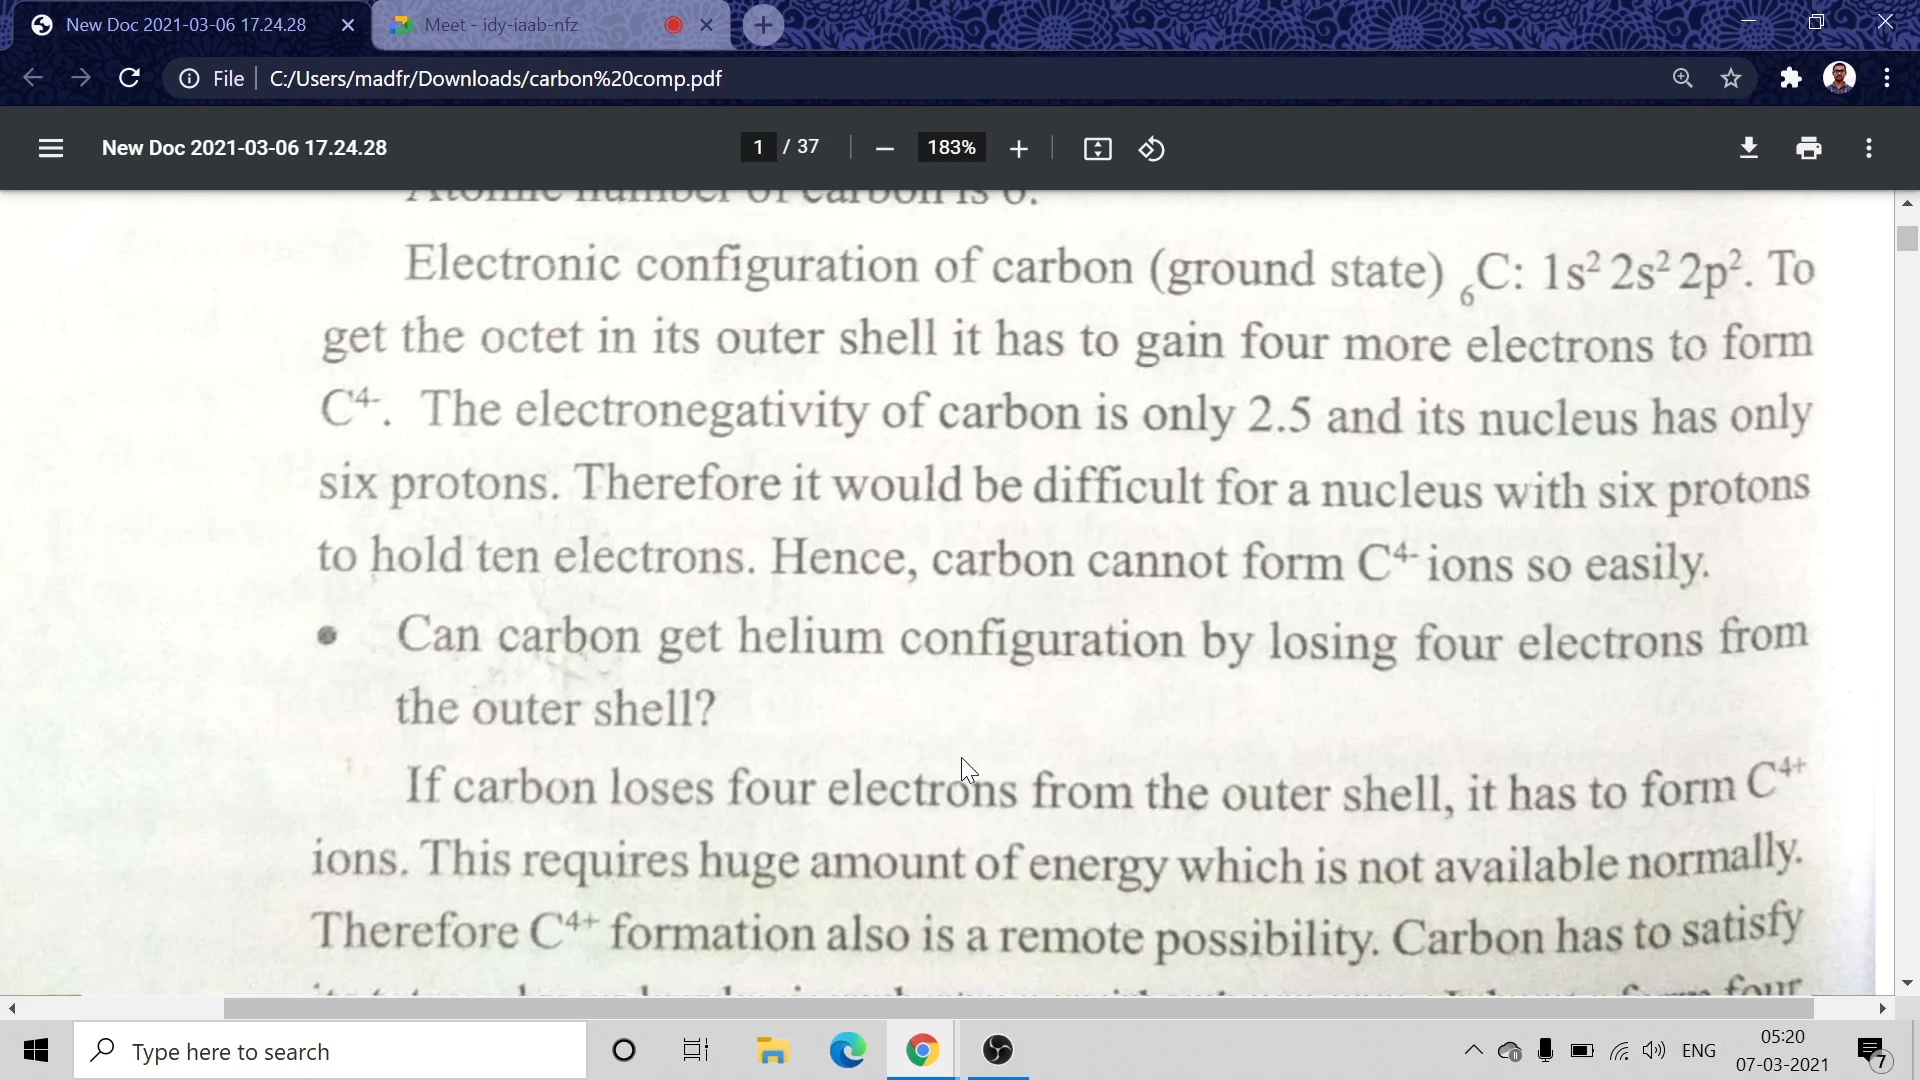 New Doc 2021-03-06 17.24.28
Meet - idy-iaab-nfz
File
C:/Users/madfr/Downloads/carbon%20comp.pdf
New Doc 2021-03-06 17.24.28
1 / 37
183%
Atomic number of carbon is 6.
Electronic configuration of carbon (ground state) ₆C: 1s² 2s² 2p². To
get the octet in its outer shell it has to gain four more electrons to form
C⁴⁻. The electronegativity of carbon is only 2.5 and its nucleus has only
six protons. Therefore it would be difficult for a nucleus with six protons
to hold ten electrons. Hence, carbon cannot form C⁴⁻ ions so easily.
• Can carbon get helium configuration by losing four electrons from
the outer shell?
If carbon loses four electrons from the outer shell, it has to form C⁴⁺
ions. This requires huge amount of energy which is not available normally.
Therefore C⁴⁺ formation also is a remote possibility. Carbon has to satisfy
four
Type here to search
ENG
05:20
07-03-2021
7